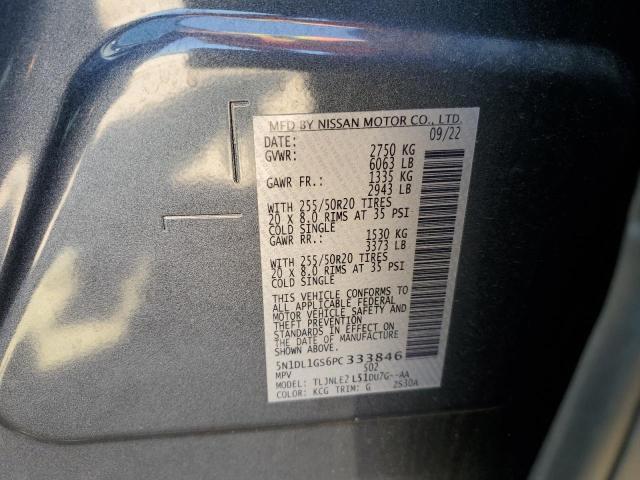 MFD BY NISSAN MOTOR CO., LTD.
DATE: 09/22
GVWR: 2750 KG
6063 LB
GAWR FR.: 1335 KG
2943 LB
WITH 255/50R20 TIRES
20 X 8.0 RIMS AT 35 PSI
COLD SINGLE
GAWR RR.: 1530 KG
3373 LB
WITH 255/50R20 TIRES
20 X 8.0 RIMS AT 35 PSI
COLD SINGLE
THIS VEHICLE CONFORMS TO
ALL APPLICABLE FEDERAL
MOTOR VEHICLE SAFETY AND
THEFT PREVENTION
STANDARDS IN EFFECT ON
THE DATE OF MANUFACTURE
SHOWN ABOVE.
5N1DL1GS6PC333846
MPV 502
MODEL: TLJNLE2 L51DU7G--AA
COLOR: KCG TRIM: G 2530A